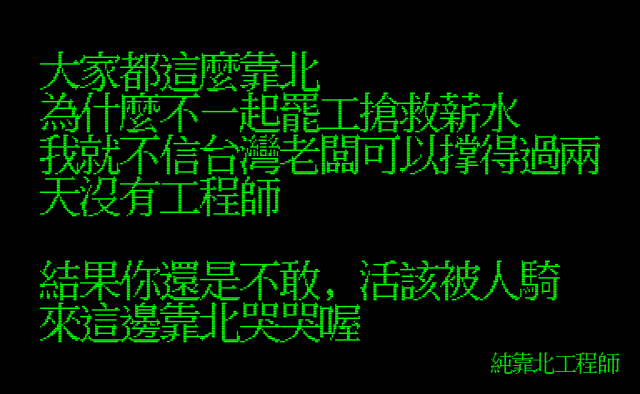 大家都這麼靠北
為什麼不一起罷工搶救薪水
我就不信台灣老闆可以撐得過兩
天沒有工程師
結果你還是不敢，活該被人騎
來這邊靠北哭哭喔
純靠北工程師